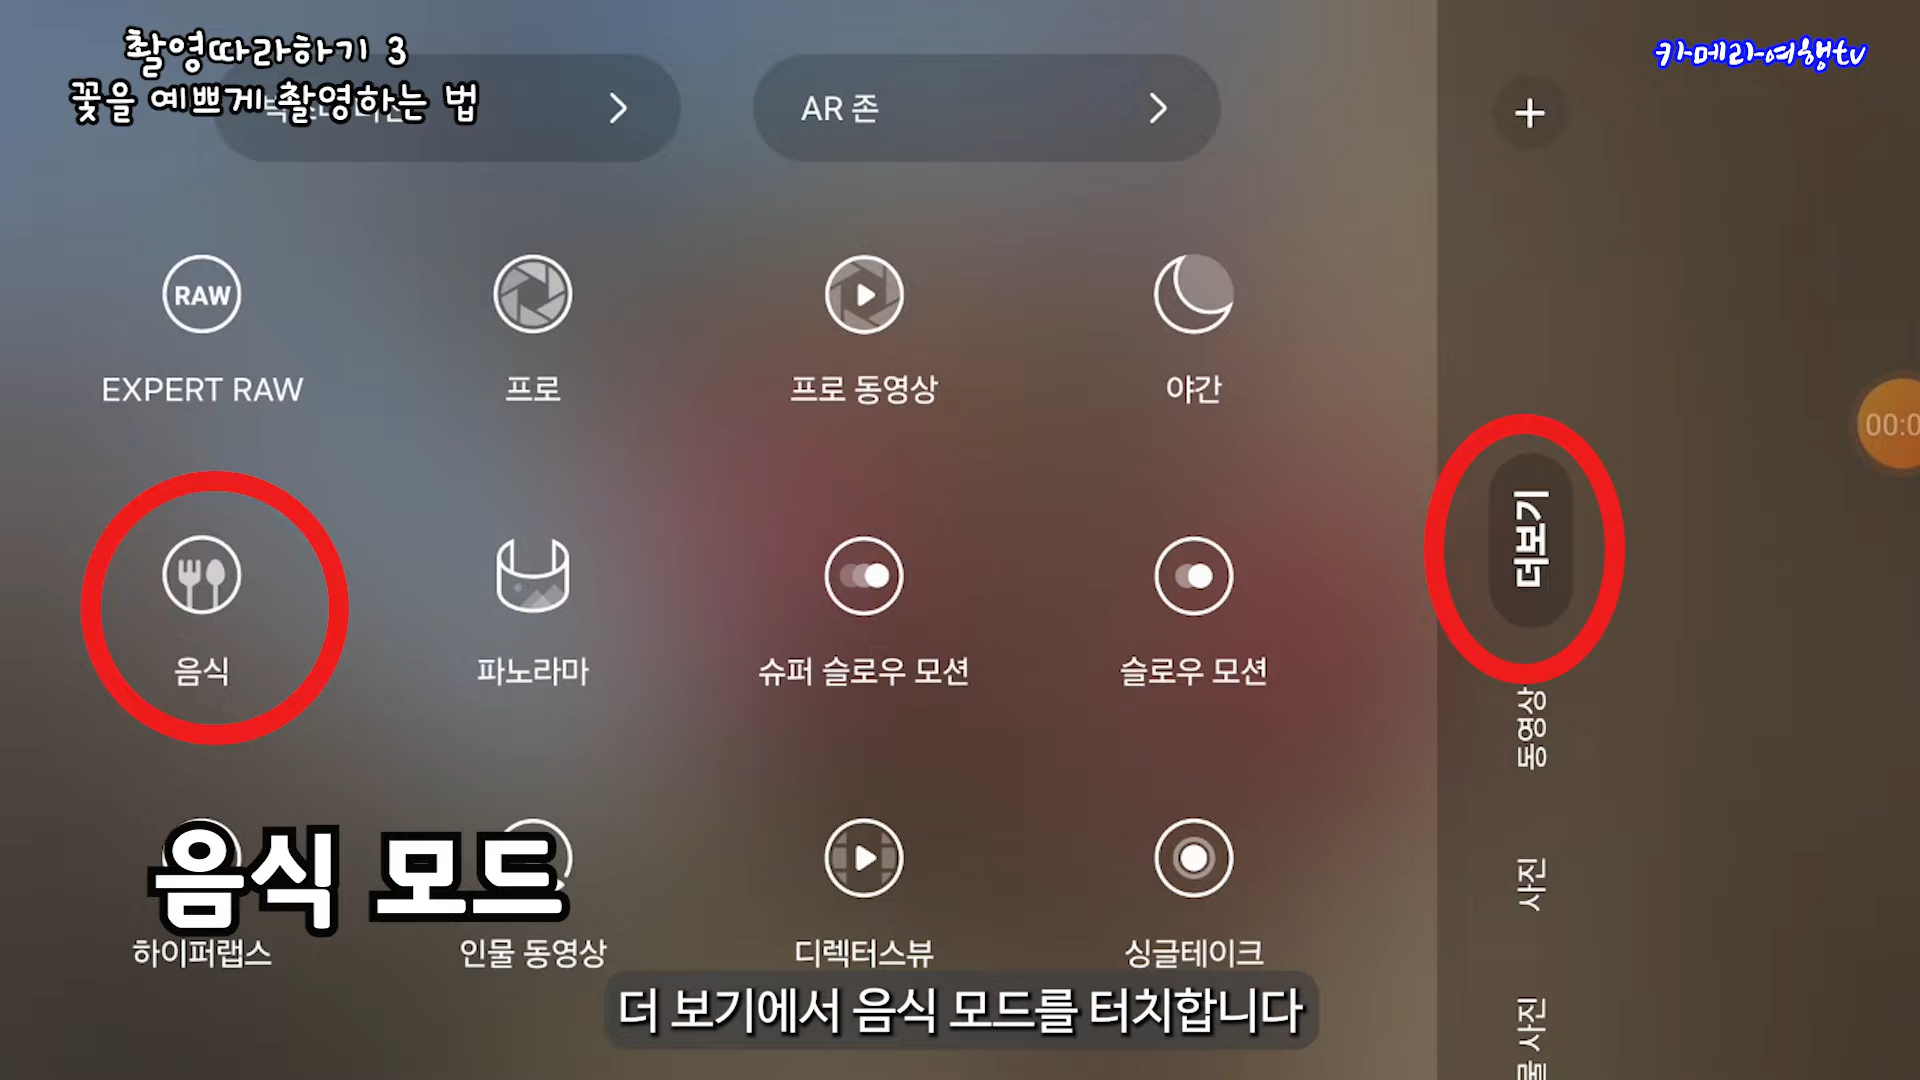 촬영따라하기 3
꽃을 예쁘게 촬영하는 법
카메라여행tv
AR 존
RAW
EXPERT RAW
프로
프로 동영상
야간
00:0
음식
파노라마
슈퍼 슬로우 모션
슬로우 모션
더보기
동영상
사진
음식 모드
하이퍼랩스
인물 동영상
디렉터스뷰
싱글테이크
더 보기에서 음식 모드를 터치합니다
물 사진